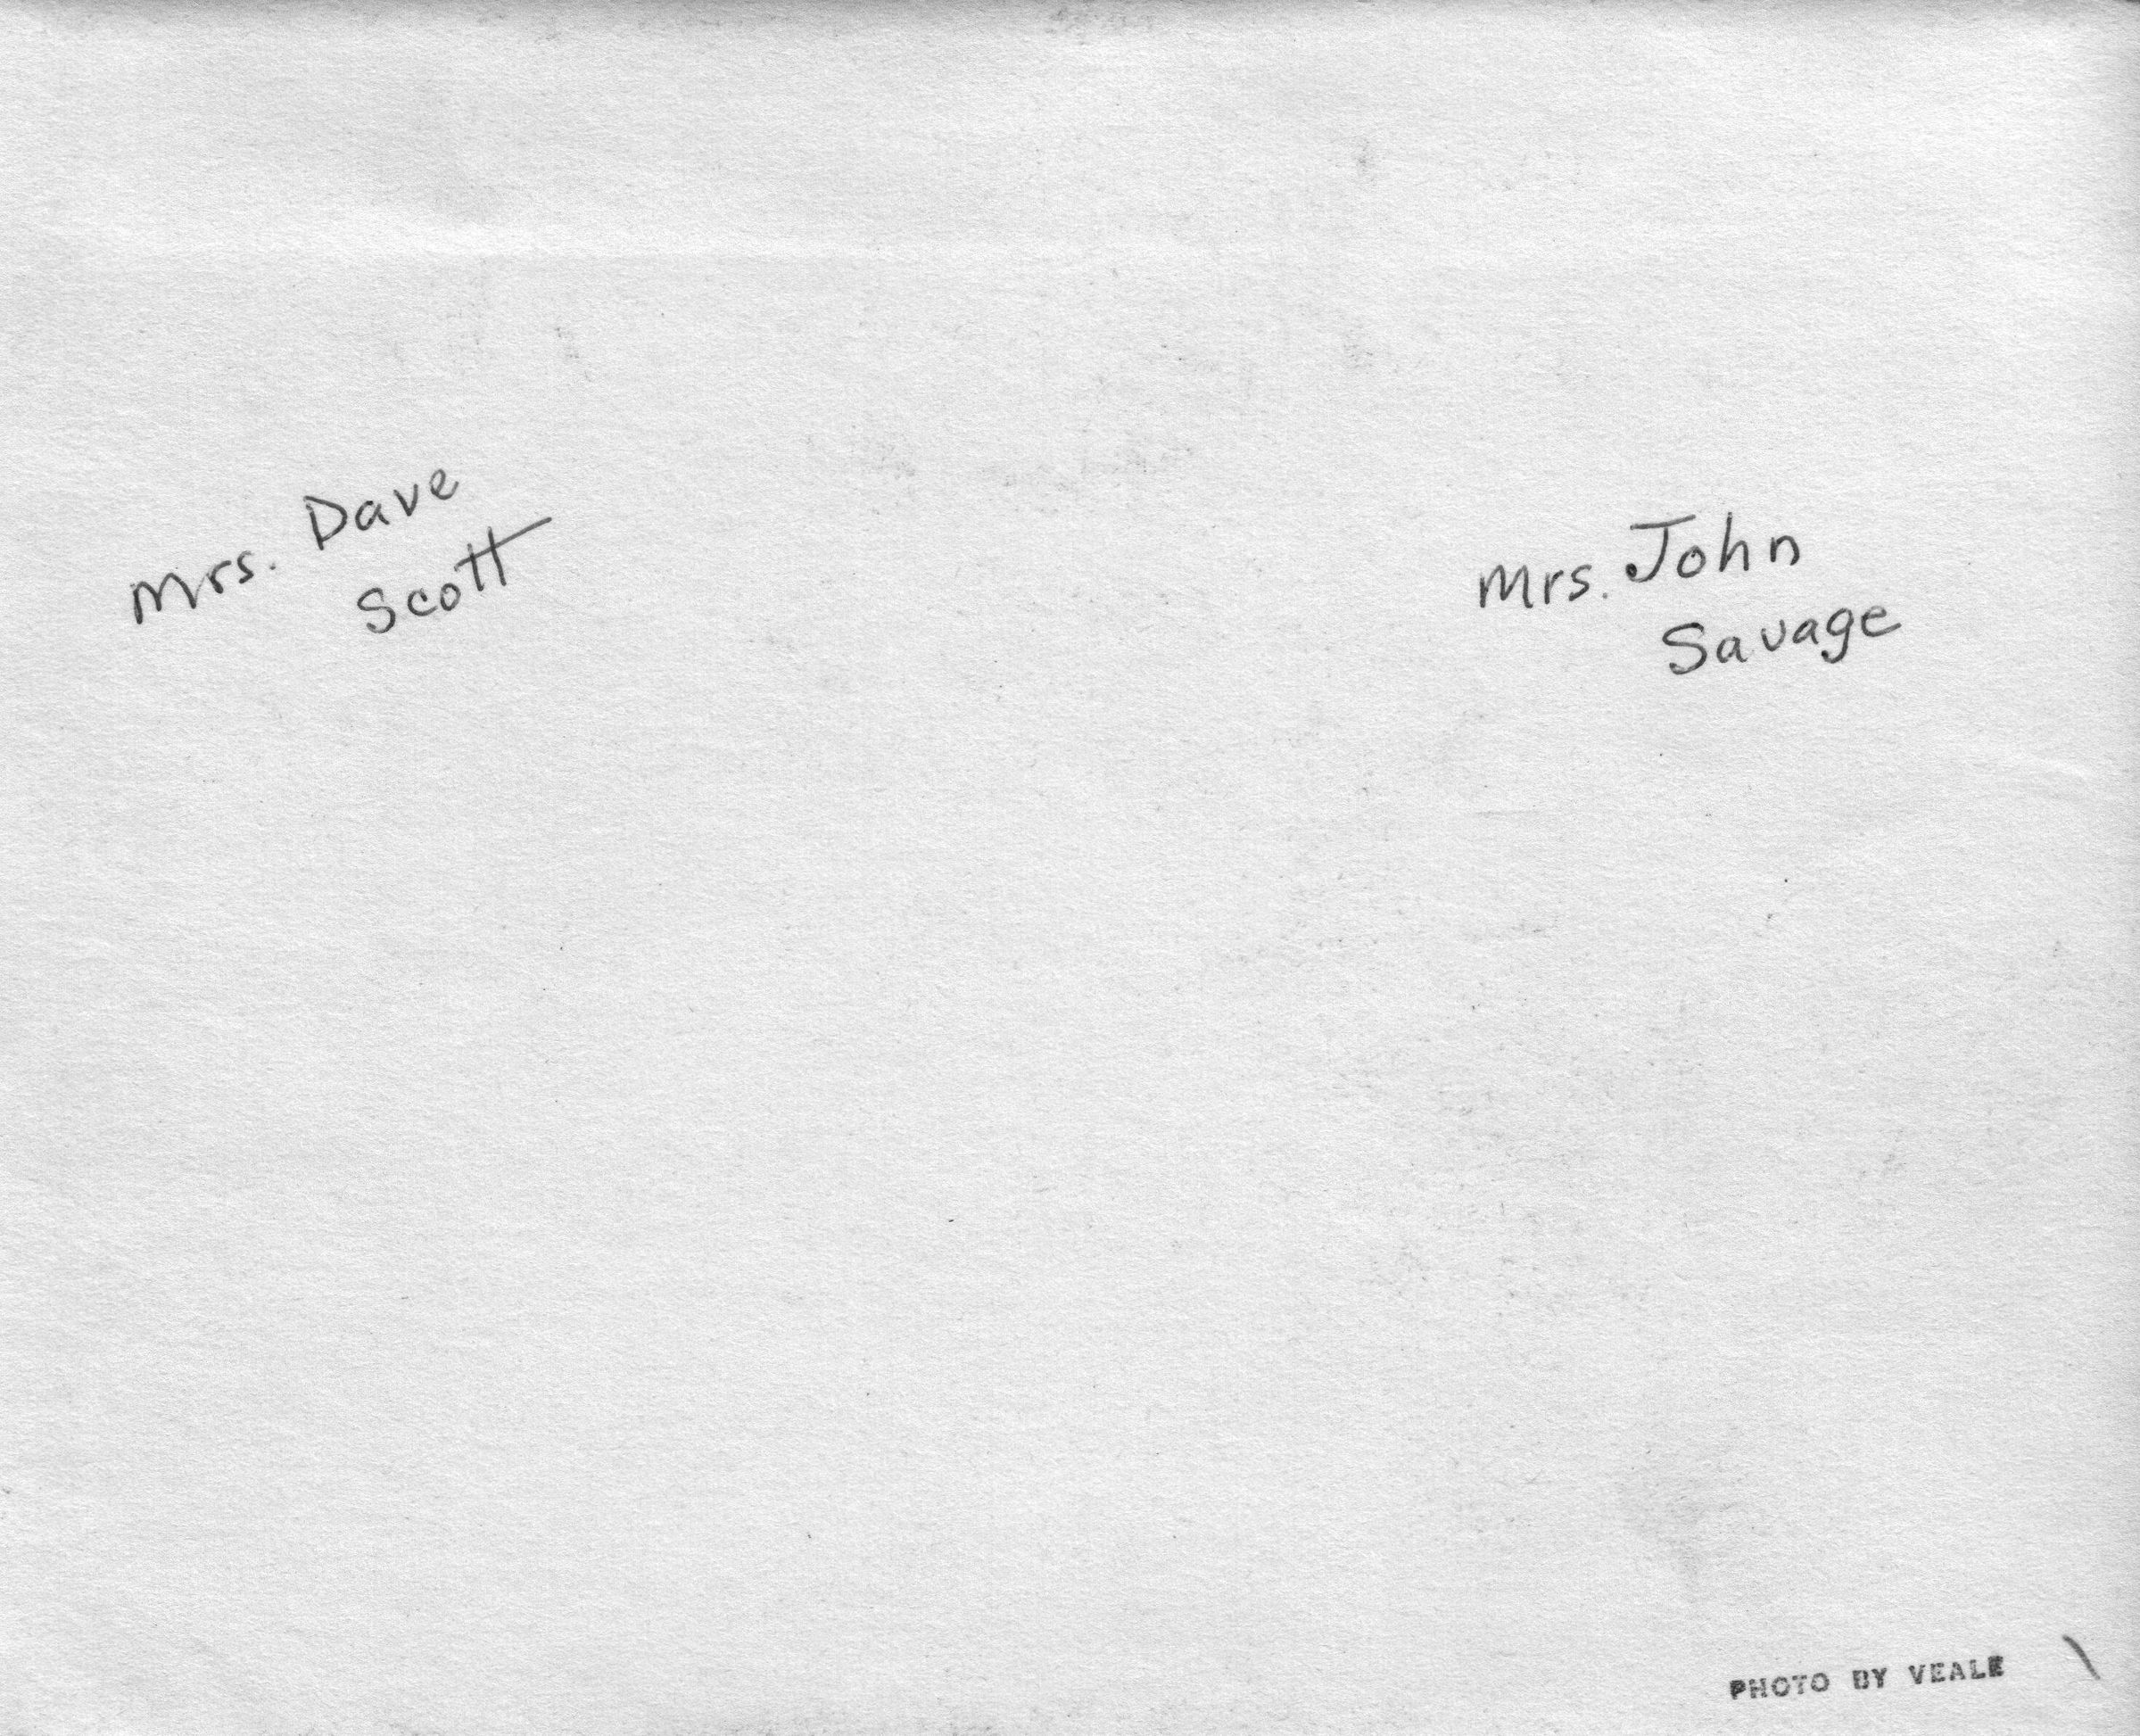 Mrs. Dave
Scott
Mrs. John
Savage
PHOTO BY VEALE